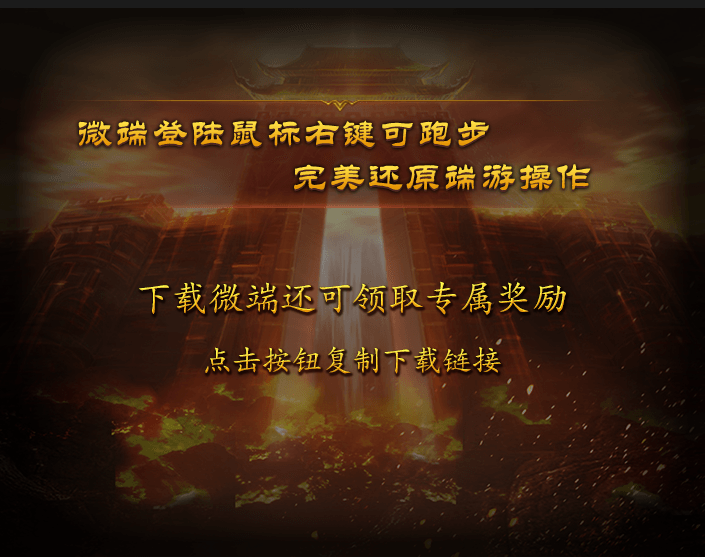 微端登陆鼠标右键可跑步
完美还原端游操作
下载微端还可领取专属奖励
点击按钮复制下载链接